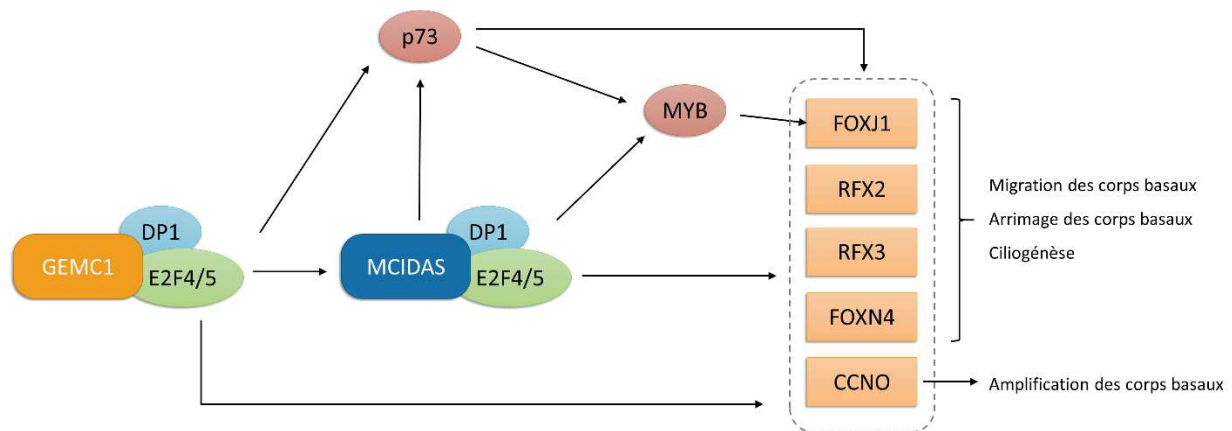 p73
MYB
FOXJ1
RFX2
Migration des corps basaux
DP1
DP1
Arrimage des corps basaux
GEMC1
E2F4/5
MCIDAS
E2F4/5
RFX3
Ciliogénèse
FOXN4
CCNO
Amplification des corps basaux